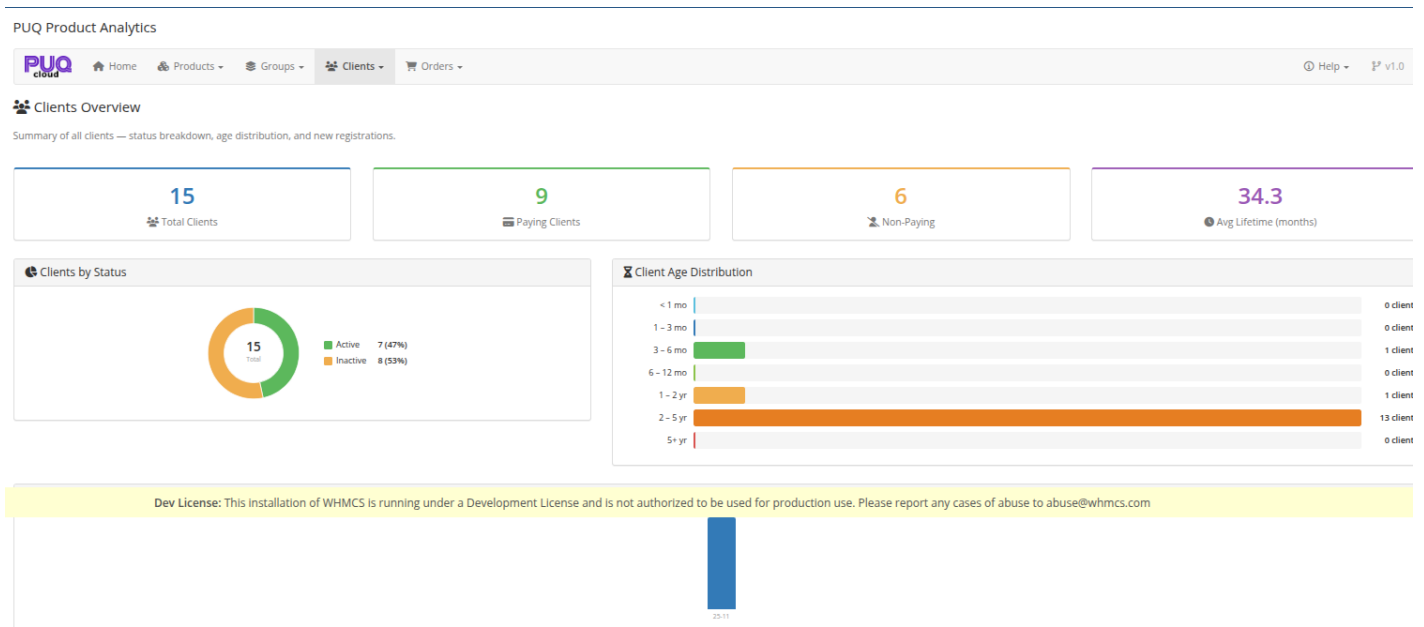 PUQ Product Analytics
PUQ cloud Home Products Groups Clients Orders Help v1.0
Clients Overview
Summary of all clients — status breakdown, age distribution, and new registrations.
15 9 6 34.3
Total Clients Paying Clients Non-Paying Avg Lifetime (months)
Clients by Status
15
Total
Active 7 (47%)
Inactive 8 (53%)
Client Age Distribution
< 1 mo 0 client
1 – 3 mo 0 client
3 – 6 mo 1 client
6 – 12 mo 0 client
1 – 2 yr 1 client
2 – 5 yr 13 client
5+ yr 0 client
Dev License: This installation of WHMCS is running under a Development License and is not authorized to be used for production use. Please report any cases of abuse to abuse@whmcs.com
25-11